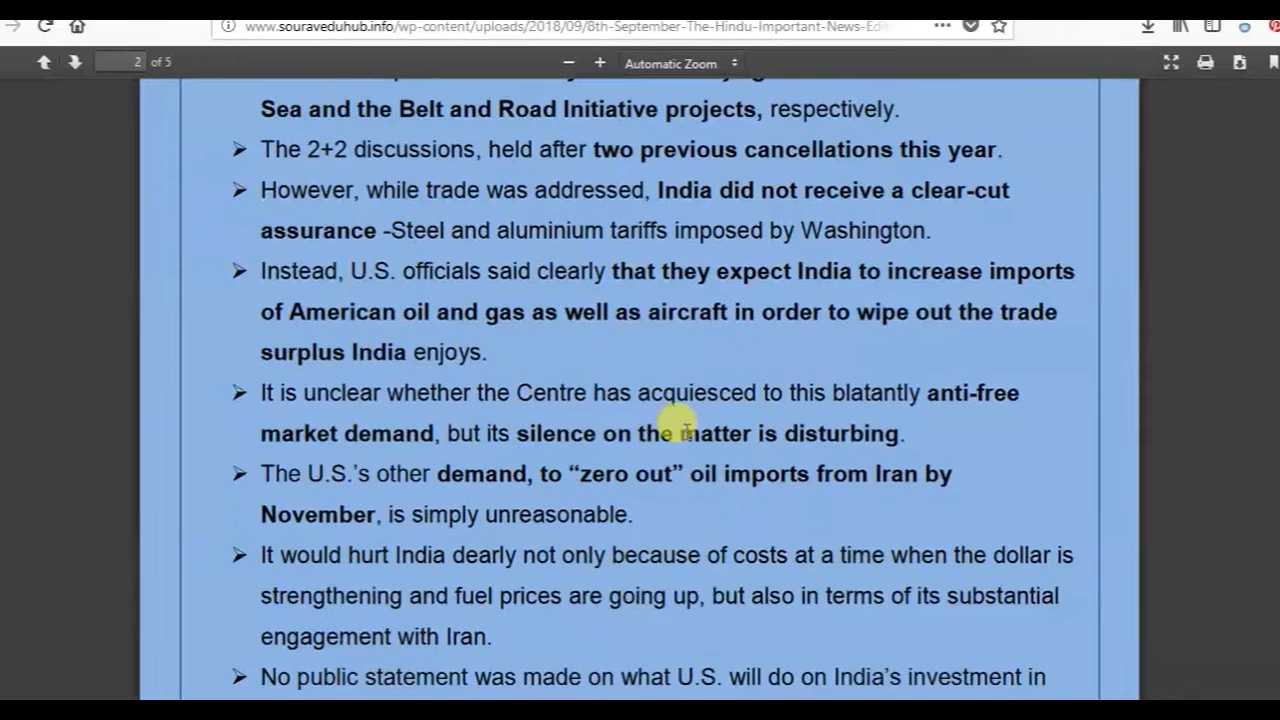 www.souraveduhub.info/wp-content/uploads/2018/09/8th-September-The-Hindu-Important-News-Edi
2 of 5
Automatic Zoom
Sea and the Belt and Road Initiative projects, respectively.
➢ The 2+2 discussions, held after two previous cancellations this year.
➢ However, while trade was addressed, India did not receive a clear-cut
assurance -Steel and aluminium tariffs imposed by Washington.
➢ Instead, U.S. officials said clearly that they expect India to increase imports
of American oil and gas as well as aircraft in order to wipe out the trade
surplus India enjoys.
➢ It is unclear whether the Centre has acquiesced to this blatantly anti-free
market demand, but its silence on the matter is disturbing.
➢ The U.S.’s other demand, to “zero out” oil imports from Iran by
November, is simply unreasonable.
➢ It would hurt India dearly not only because of costs at a time when the dollar is
strengthening and fuel prices are going up, but also in terms of its substantial
engagement with Iran.
➢ No public statement was made on what U.S. will do on India’s investment in